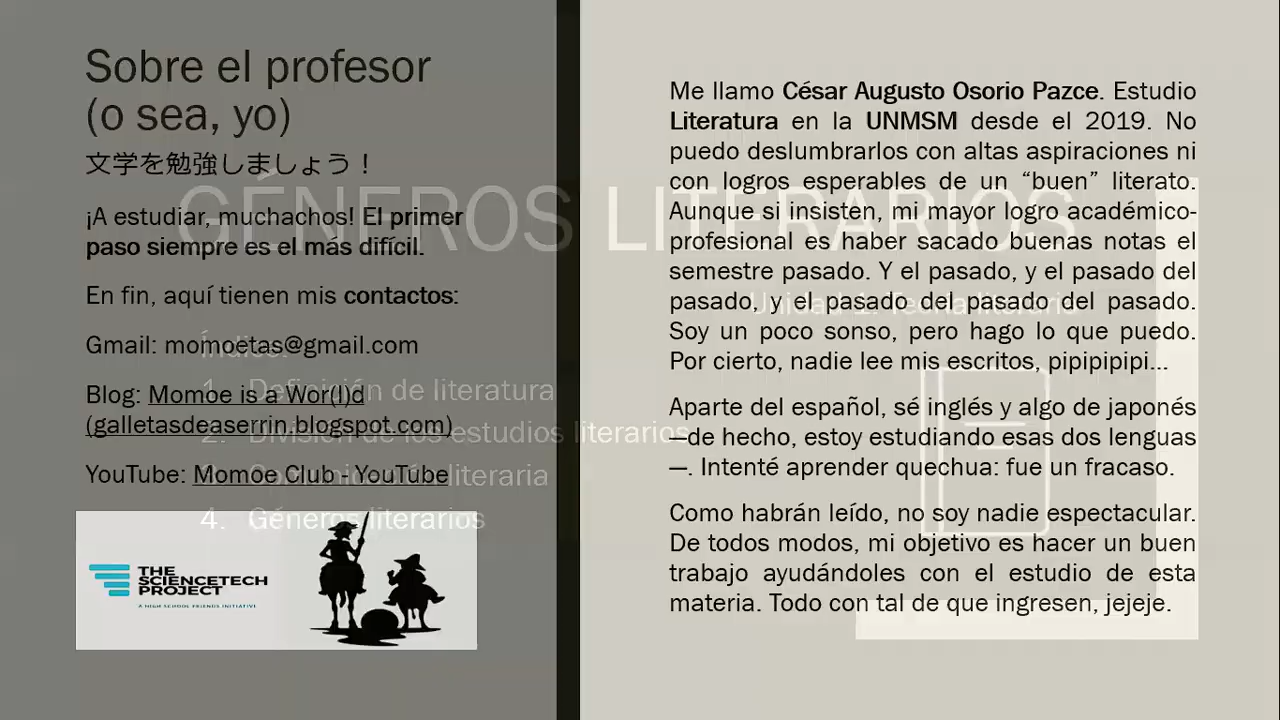 Sobre el profesor
(o sea, yo)
文学を勉強しましょう！
¡A estudiar, muchachos! El primer
paso siempre es el más difícil.
En fin, aquí tienen mis contactos:
Gmail: momoetas@gmail.com
Blog: Momoe is a Wor(l)d
(galletasdeaserrin.blogspot.com)
YouTube: Momoe Club - YouTube
THE
SCIENCETECH
PROJECT
A HIGH SCHOOL FRIENDS INITIATIVE
Me llamo César Augusto Osorio Pazce. Estudio
Literatura en la UNMSM desde el 2019. No
puedo deslumbrarlos con altas aspiraciones ni
con logros esperables de un “buen” literato.
Aunque si insisten, mi mayor logro académico-
profesional es haber sacado buenas notas el
semestre pasado. Y el pasado, y el pasado del
pasado, y el pasado del pasado del pasado.
Soy un poco sonso, pero hago lo que puedo.
Por cierto, nadie lee mis escritos, pipipipipi...
Aparte del español, sé inglés y algo de japonés
—de hecho, estoy estudiando esas dos lenguas
—. Intenté aprender quechua: fue un fracaso.
Como habrán leído, no soy nadie espectacular.
De todos modos, mi objetivo es hacer un buen
trabajo ayudándoles con el estudio de esta
materia. Todo con tal de que ingresen, jejeje.
GÉNEROS LITERARIOS
Unidad 1: Teoría literaria
Índice:
1. Definición de literatura
2. División de los estudios literarios
literaria
4. Géneros literarios